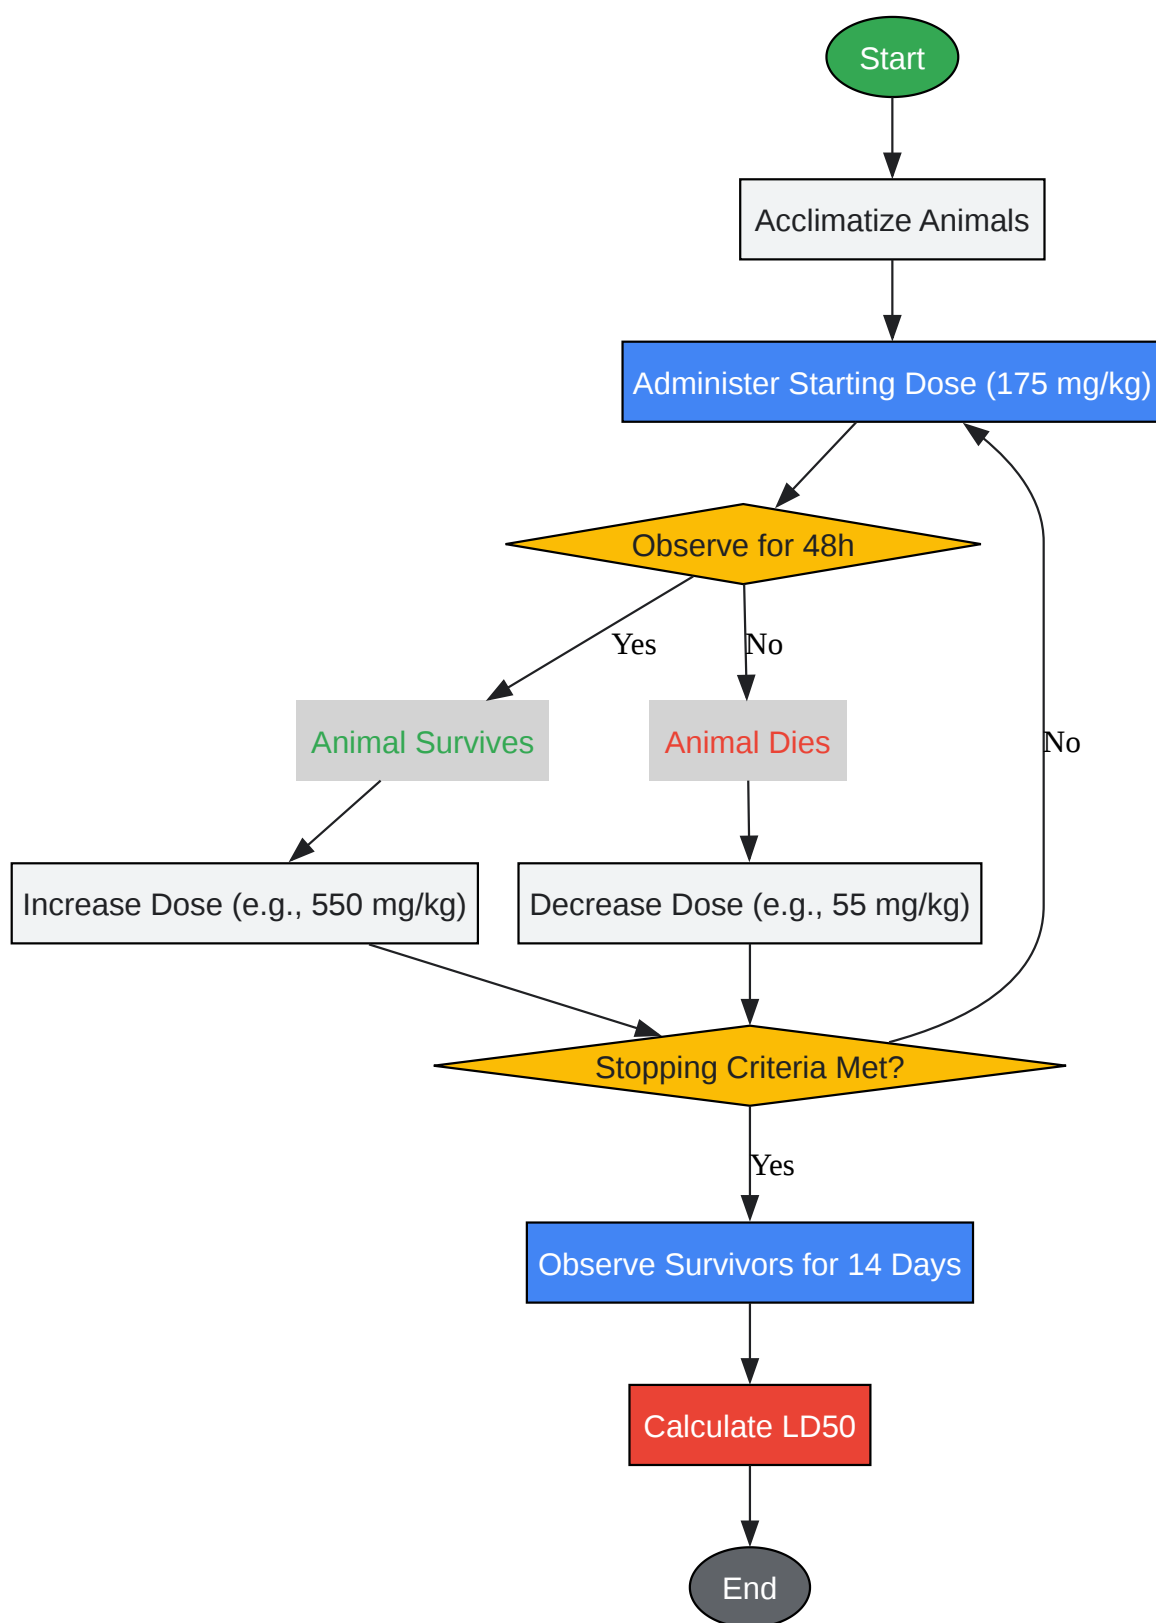 Start
Acclimatize Animals
Administer Starting Dose (175 mg/kg)
Observe for 48h
Yes
No
Animal Survives
Animal Dies
No
Increase Dose (e.g., 550 mg/kg)
Decrease Dose (e.g., 55 mg/kg)
Stopping Criteria Met?
Yes
Observe Survivors for 14 Days
Calculate LD50
End